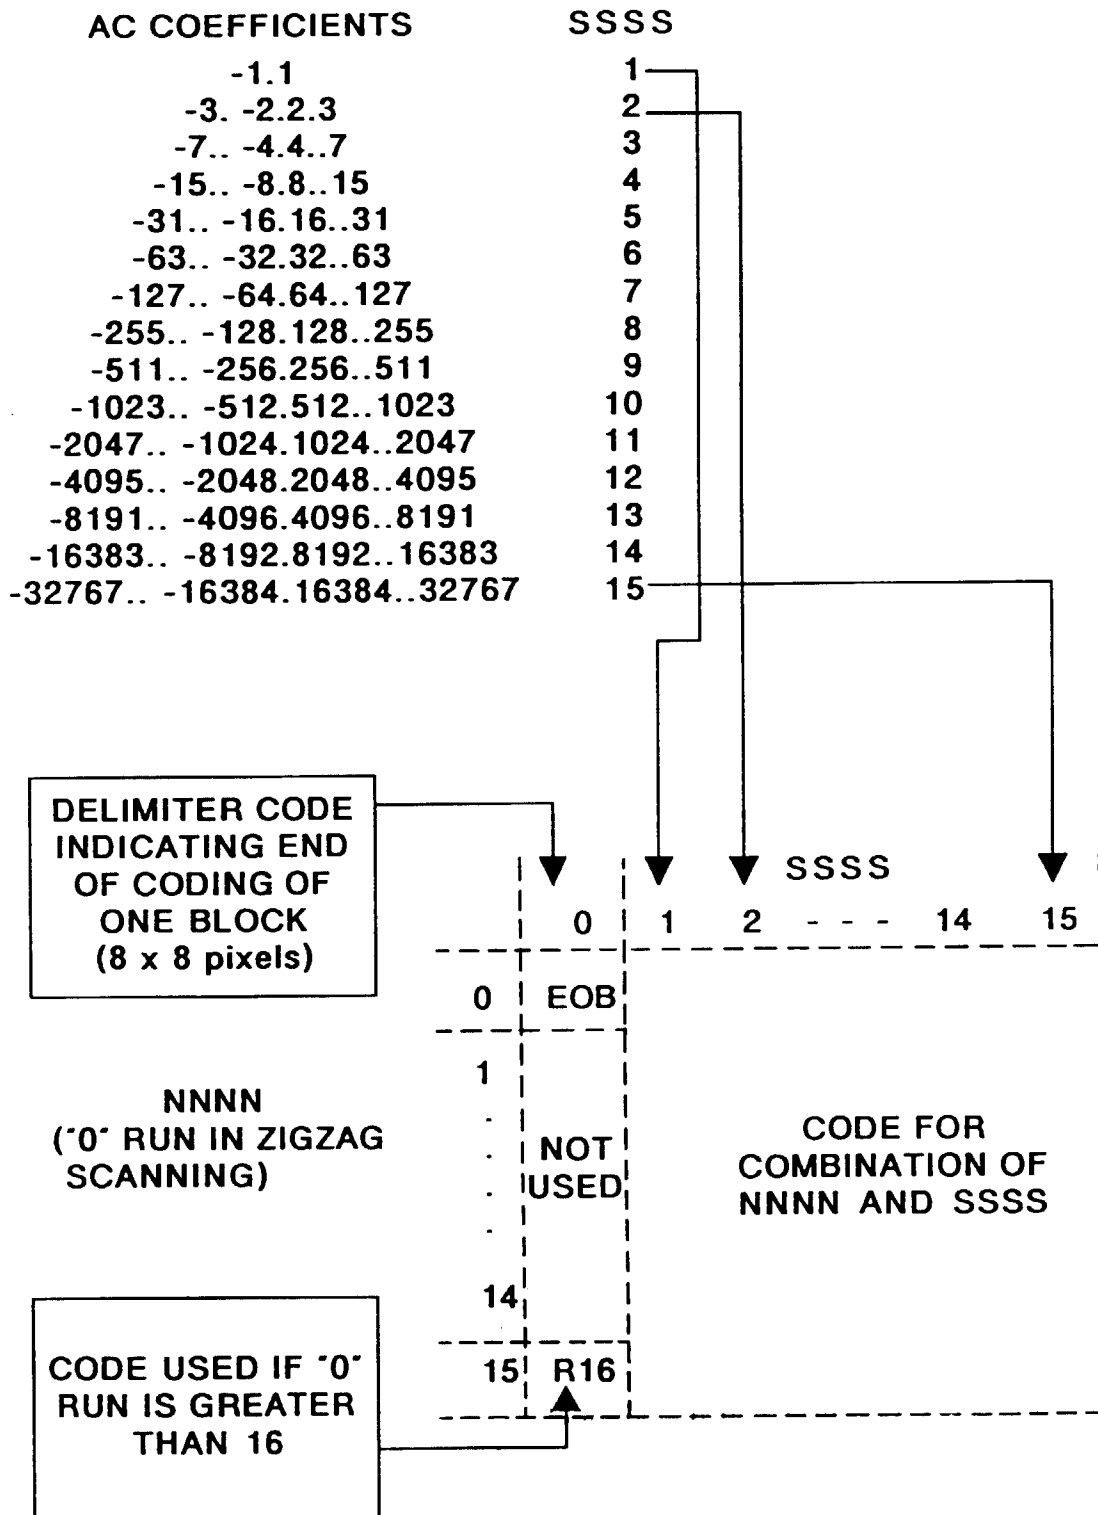 AC COEFFICIENTS SSSS
-1.1 1
-3. -2.2.3 2
-7.. -4.4..7 3
-15.. -8.8..15 4
-31.. -16.16..31 5
-63.. -32.32..63 6
-127.. -64.64..127 7
-255.. -128.128..255 8
-511.. -256.256..511 9
-1023.. -512.512..1023 10
-2047.. -1024.1024..2047 11
-4095.. -2048.2048..4095 12
-8191.. -4096.4096..8191 13
-16383.. -8192.8192..16383 14
-32767.. -16384.16384..32767 15
DELIMITER CODE
INDICATING END
OF CODING OF
ONE BLOCK
(8 x 8 pixels)
SSSS
0 1 2 - - - 14 15
0 EOB
1
NNNN
("0" RUN IN ZIGZAG
SCANNING)
NOT
USED
CODE FOR
COMBINATION OF
NNNN AND SSSS
14
15 R16
CODE USED IF "0"
RUN IS GREATER
THAN 16